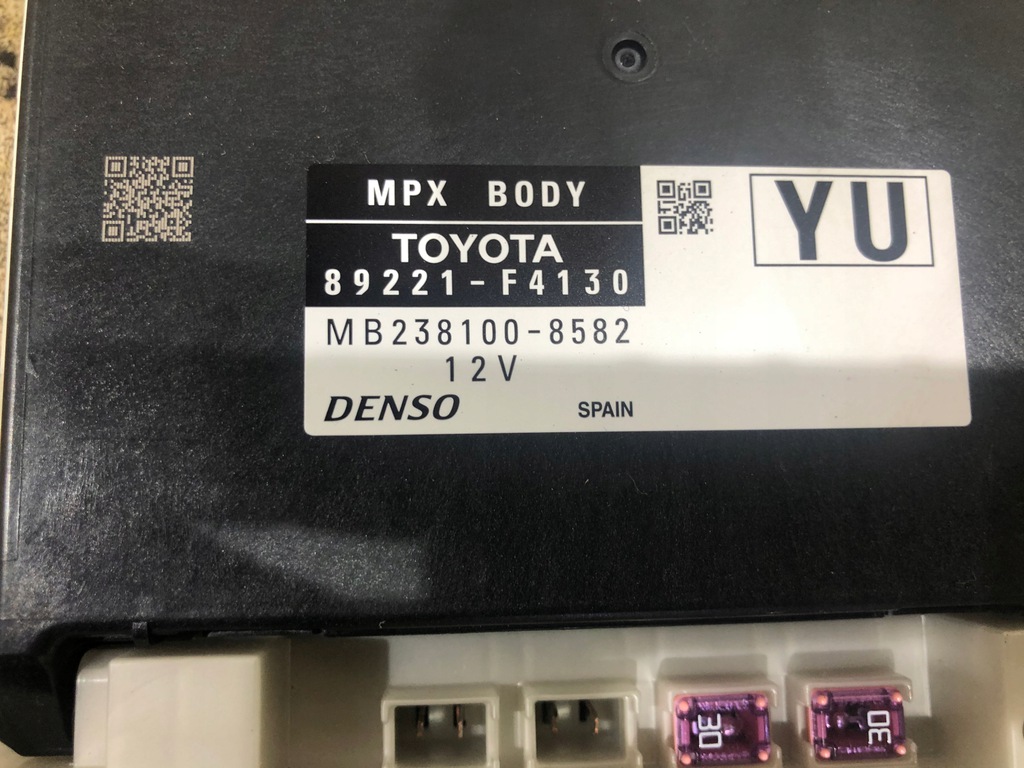 MPX BODY
TOYOTA
89221-F4130
MB238100-8582
12V
DENSO SPAIN
YU
30
30